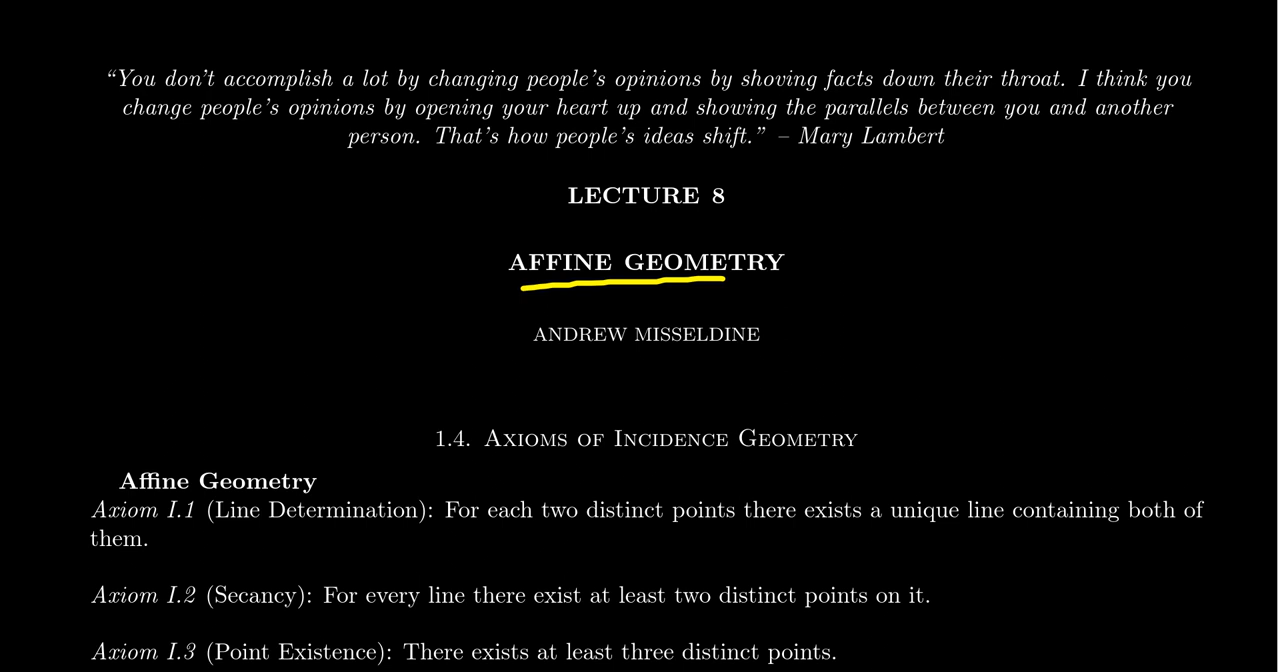 “You don’t accomplish a lot by changing people’s opinions by shoving facts down their throat. I think you
change people’s opinions by opening your heart up and showing the parallels between you and another
person. That’s how people’s ideas shift.” – Mary Lambert
LECTURE 8
AFFINE GEOMETRY
ANDREW MISSELDINE
1.4. Axioms of Incidence Geometry
Affine Geometry
Axiom I.1 (Line Determination): For each two distinct points there exists a unique line containing both of
them.
Axiom I.2 (Secancy): For every line there exist at least two distinct points on it.
Axiom I.3 (Point Existence): There exists at least three distinct points.